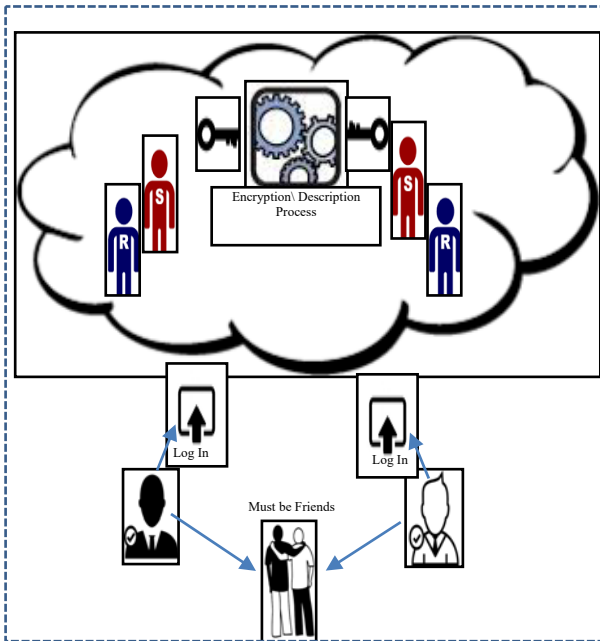 S
R
S
R
Encryption\ Description
Process
Log In
Log In
Must be Friends